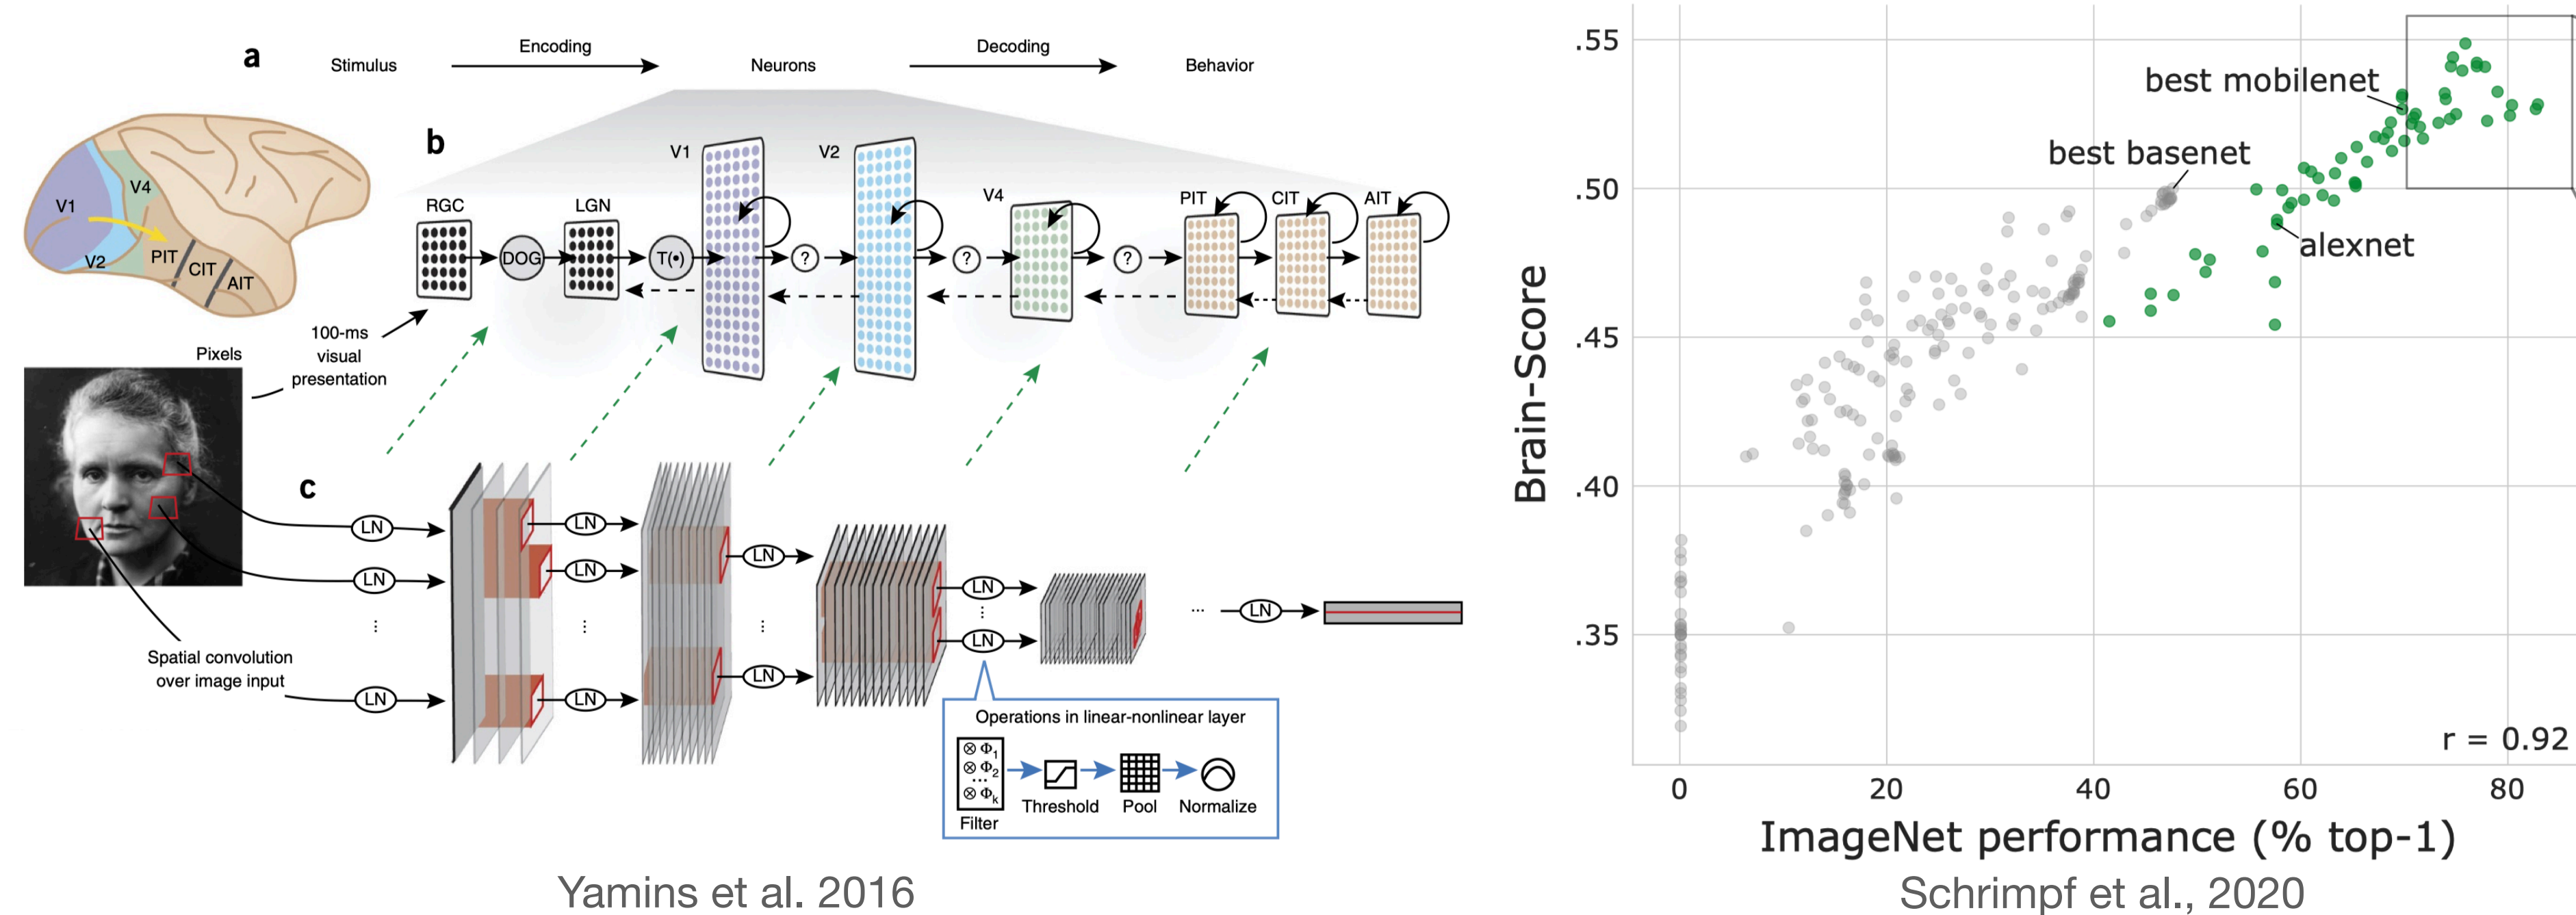 a
Stimulus
Encoding
Neurons
Decoding
Behavior
b
V1
V2
V4
PIT
CIT
AIT
RGC
DOG
LGN
T(•)
V1
?
V2
?
V4
?
PIT
CIT
AIT
100-ms
visual
presentation
Pixels
c
LN
LN
⋮
LN
LN
LN
⋮
LN
LN
⋮
LN
LN
⋮
LN
...
LN
Spatial convolution
over image input
Operations in linear-nonlinear layer
⊗ Φ1
⊗ Φ2
...
⊗ Φk
Filter
Threshold
Pool
Normalize
Yamins et al. 2016
Brain-Score
.55
.50
.45
.40
.35
best mobilenet
best basenet
alexnet
r = 0.92
0
20
40
60
80
ImageNet performance (% top-1)
Schrimpf et al., 2020